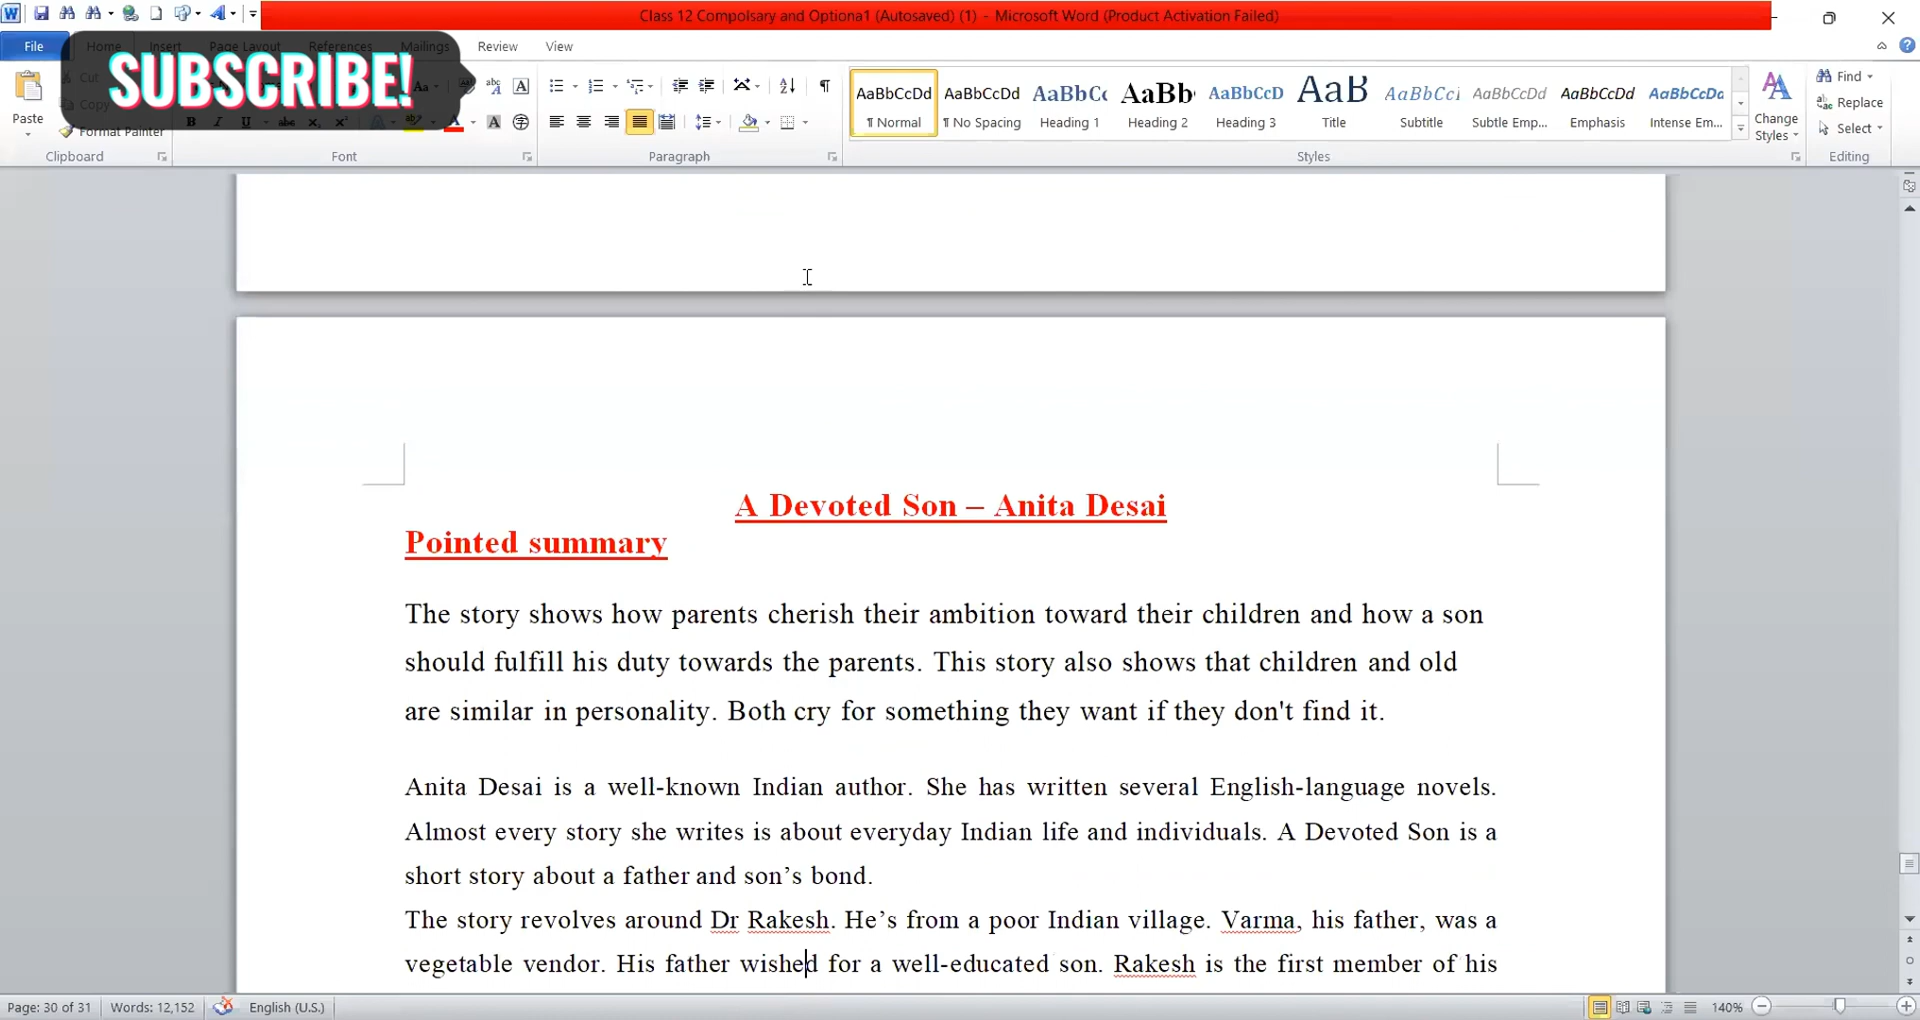 Class 12 Compolsary and Optiona1 (Autosaved) (1) - Microsoft Word (Product Activation Failed)
File Home Insert Page Layout References Mailings Review View
SUBSCRIBE!
Cut
Copy
Paste
Format Painter
AaBbCcDd AaBbCcDd AaBbCc AaBb AaBbCcD AaB AaBbCcI AaBbCcDd AaBbCcDd AaBbCcDa
¶ Normal ¶ No Spacing Heading 1 Heading 2 Heading 3 Title Subtitle Subtle Emp... Emphasis Intense Em...
Change
Styles
Find
Replace
Select
Clipboard Font Paragraph Styles Editing
A Devoted Son – Anita Desai
Pointed summary
The story shows how parents cherish their ambition toward their children and how a son
should fulfill his duty towards the parents. This story also shows that children and old
are similar in personality. Both cry for something they want if they don't find it.
Anita Desai is a well-known Indian author. She has written several English-language novels.
Almost every story she writes is about everyday Indian life and individuals. A Devoted Son is a
short story about a father and son’s bond.
The story revolves around Dr Rakesh. He’s from a poor Indian village. Varma, his father, was a
vegetable vendor. His father wished for a well-educated son. Rakesh is the first member of his
Page: 30 of 31 Words: 12,152 English (U.S.) 140%